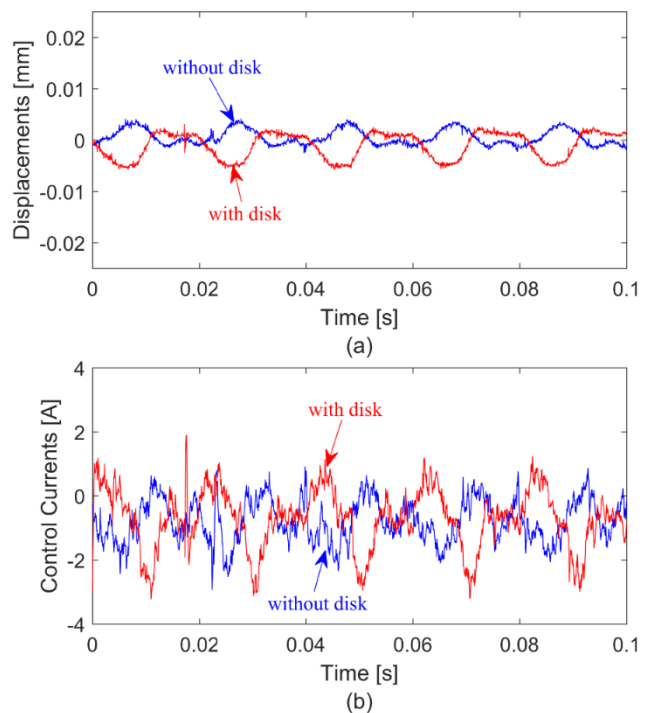 0.02
0.01
0
-0.01
-0.02
Displacements [mm]
without disk
with disk
0 0.02 0.04 0.06 0.08 0.1
Time [s]
(a)
4
2
0
-2
-4
Control Currents [A]
with disk
without disk
0 0.02 0.04 0.06 0.08 0.1
Time [s]
(b)